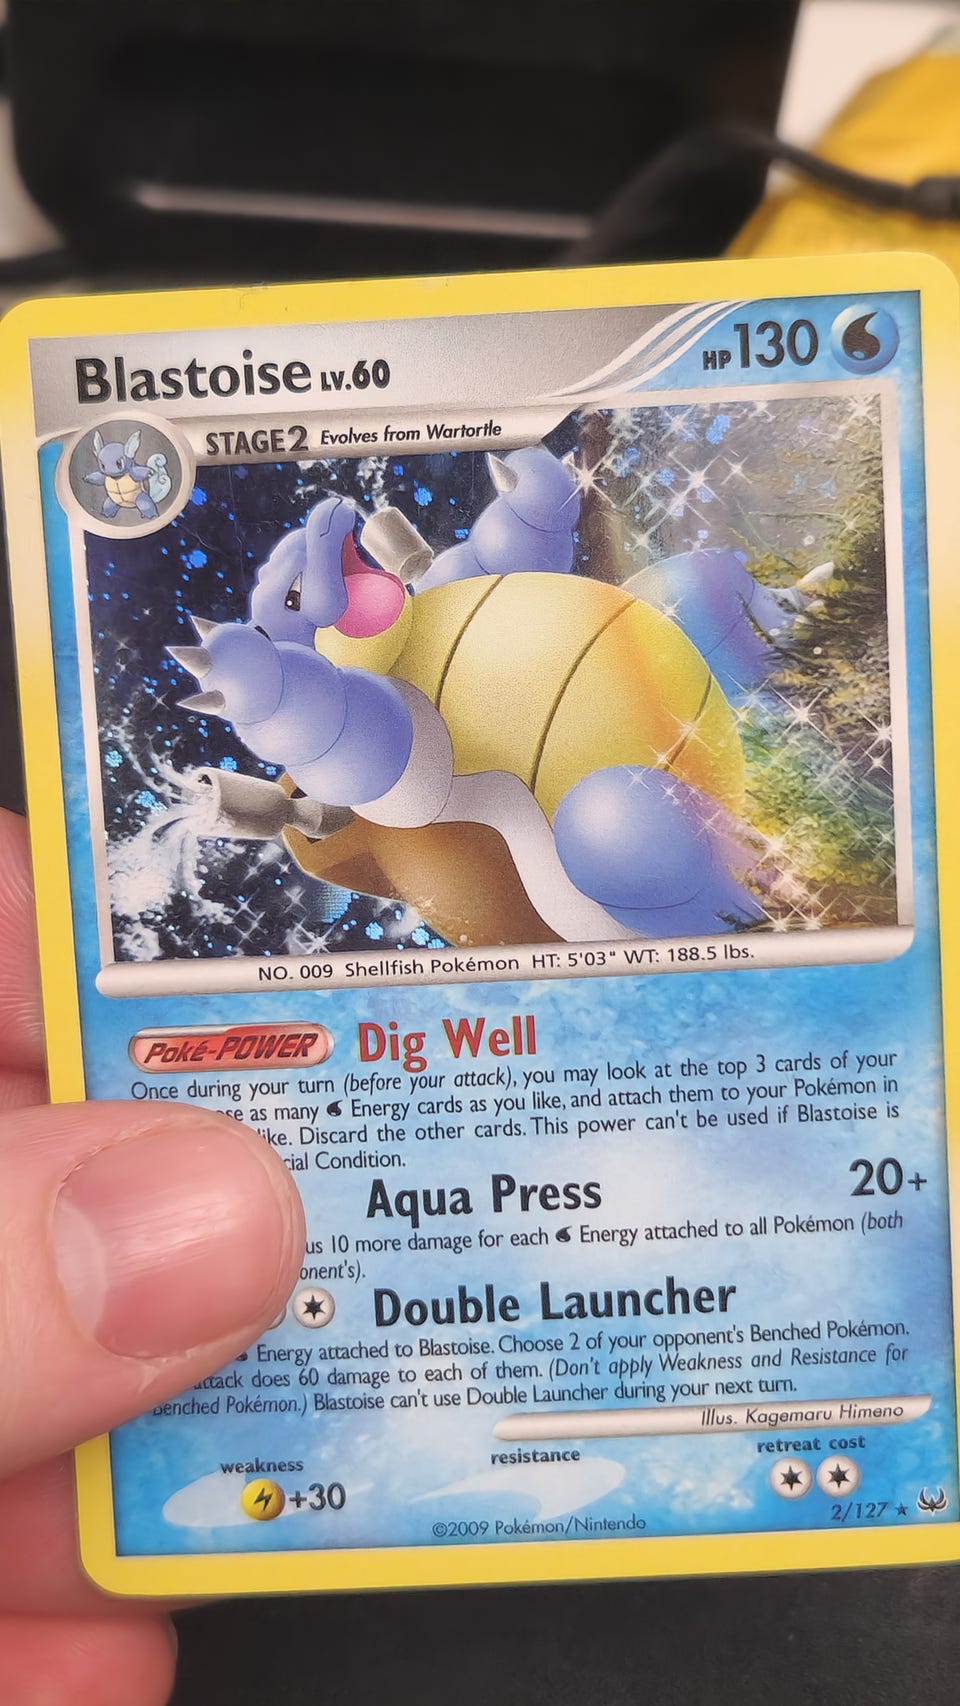 Blastoise LV.60
HP 130
STAGE2 Evolves from Wartortle
NO. 009 Shellfish Pokémon HT: 5'03" WT: 188.5 lbs.
Poké-POWER Dig Well
Once during your turn (before your attack), you may look at the top 3 cards of your
as many Energy cards as you like, and attach them to your Pokémon in
like. Discard the other cards. This power can't be used if Blastoise is
Condition.
Aqua Press 20+
10 more damage for each Energy attached to all Pokémon (both
Double Launcher
Energy attached to Blastoise. Choose 2 of your opponent's Benched Pokémon.
attack does 60 damage to each of them. (Don't apply Weakness and Resistance for
Benched Pokémon.) Blastoise can't use Double Launcher during your next turn.
Illus. Kagemaru Himeno
weakness resistance retreat cost
+30
2/127
©2009 Pokémon/Nintendo